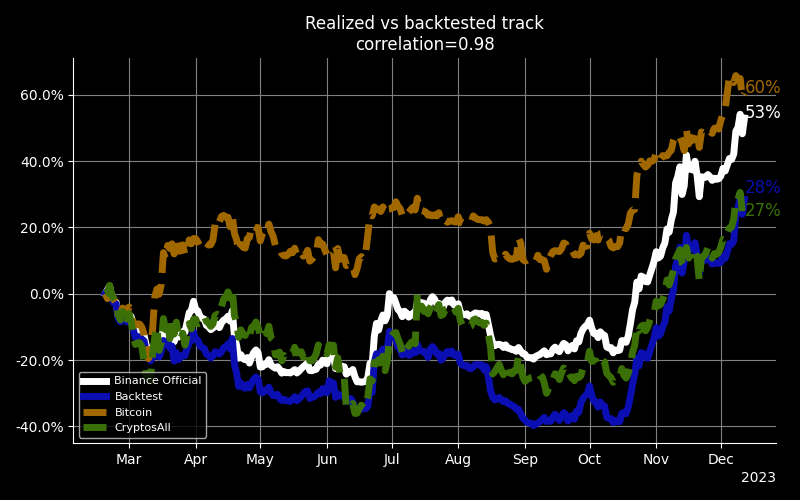 Realized vs backtested track
correlation=0.98
60.0%
40.0%
20.0%
0.0%
-20.0%
-40.0%
60%
53%
28%
27%
Binance Official
Backtest
Bitcoin
CryptosAll
Mar
Apr
May
Jun
Jul
Aug
Sep
Oct
Nov
Dec
2023